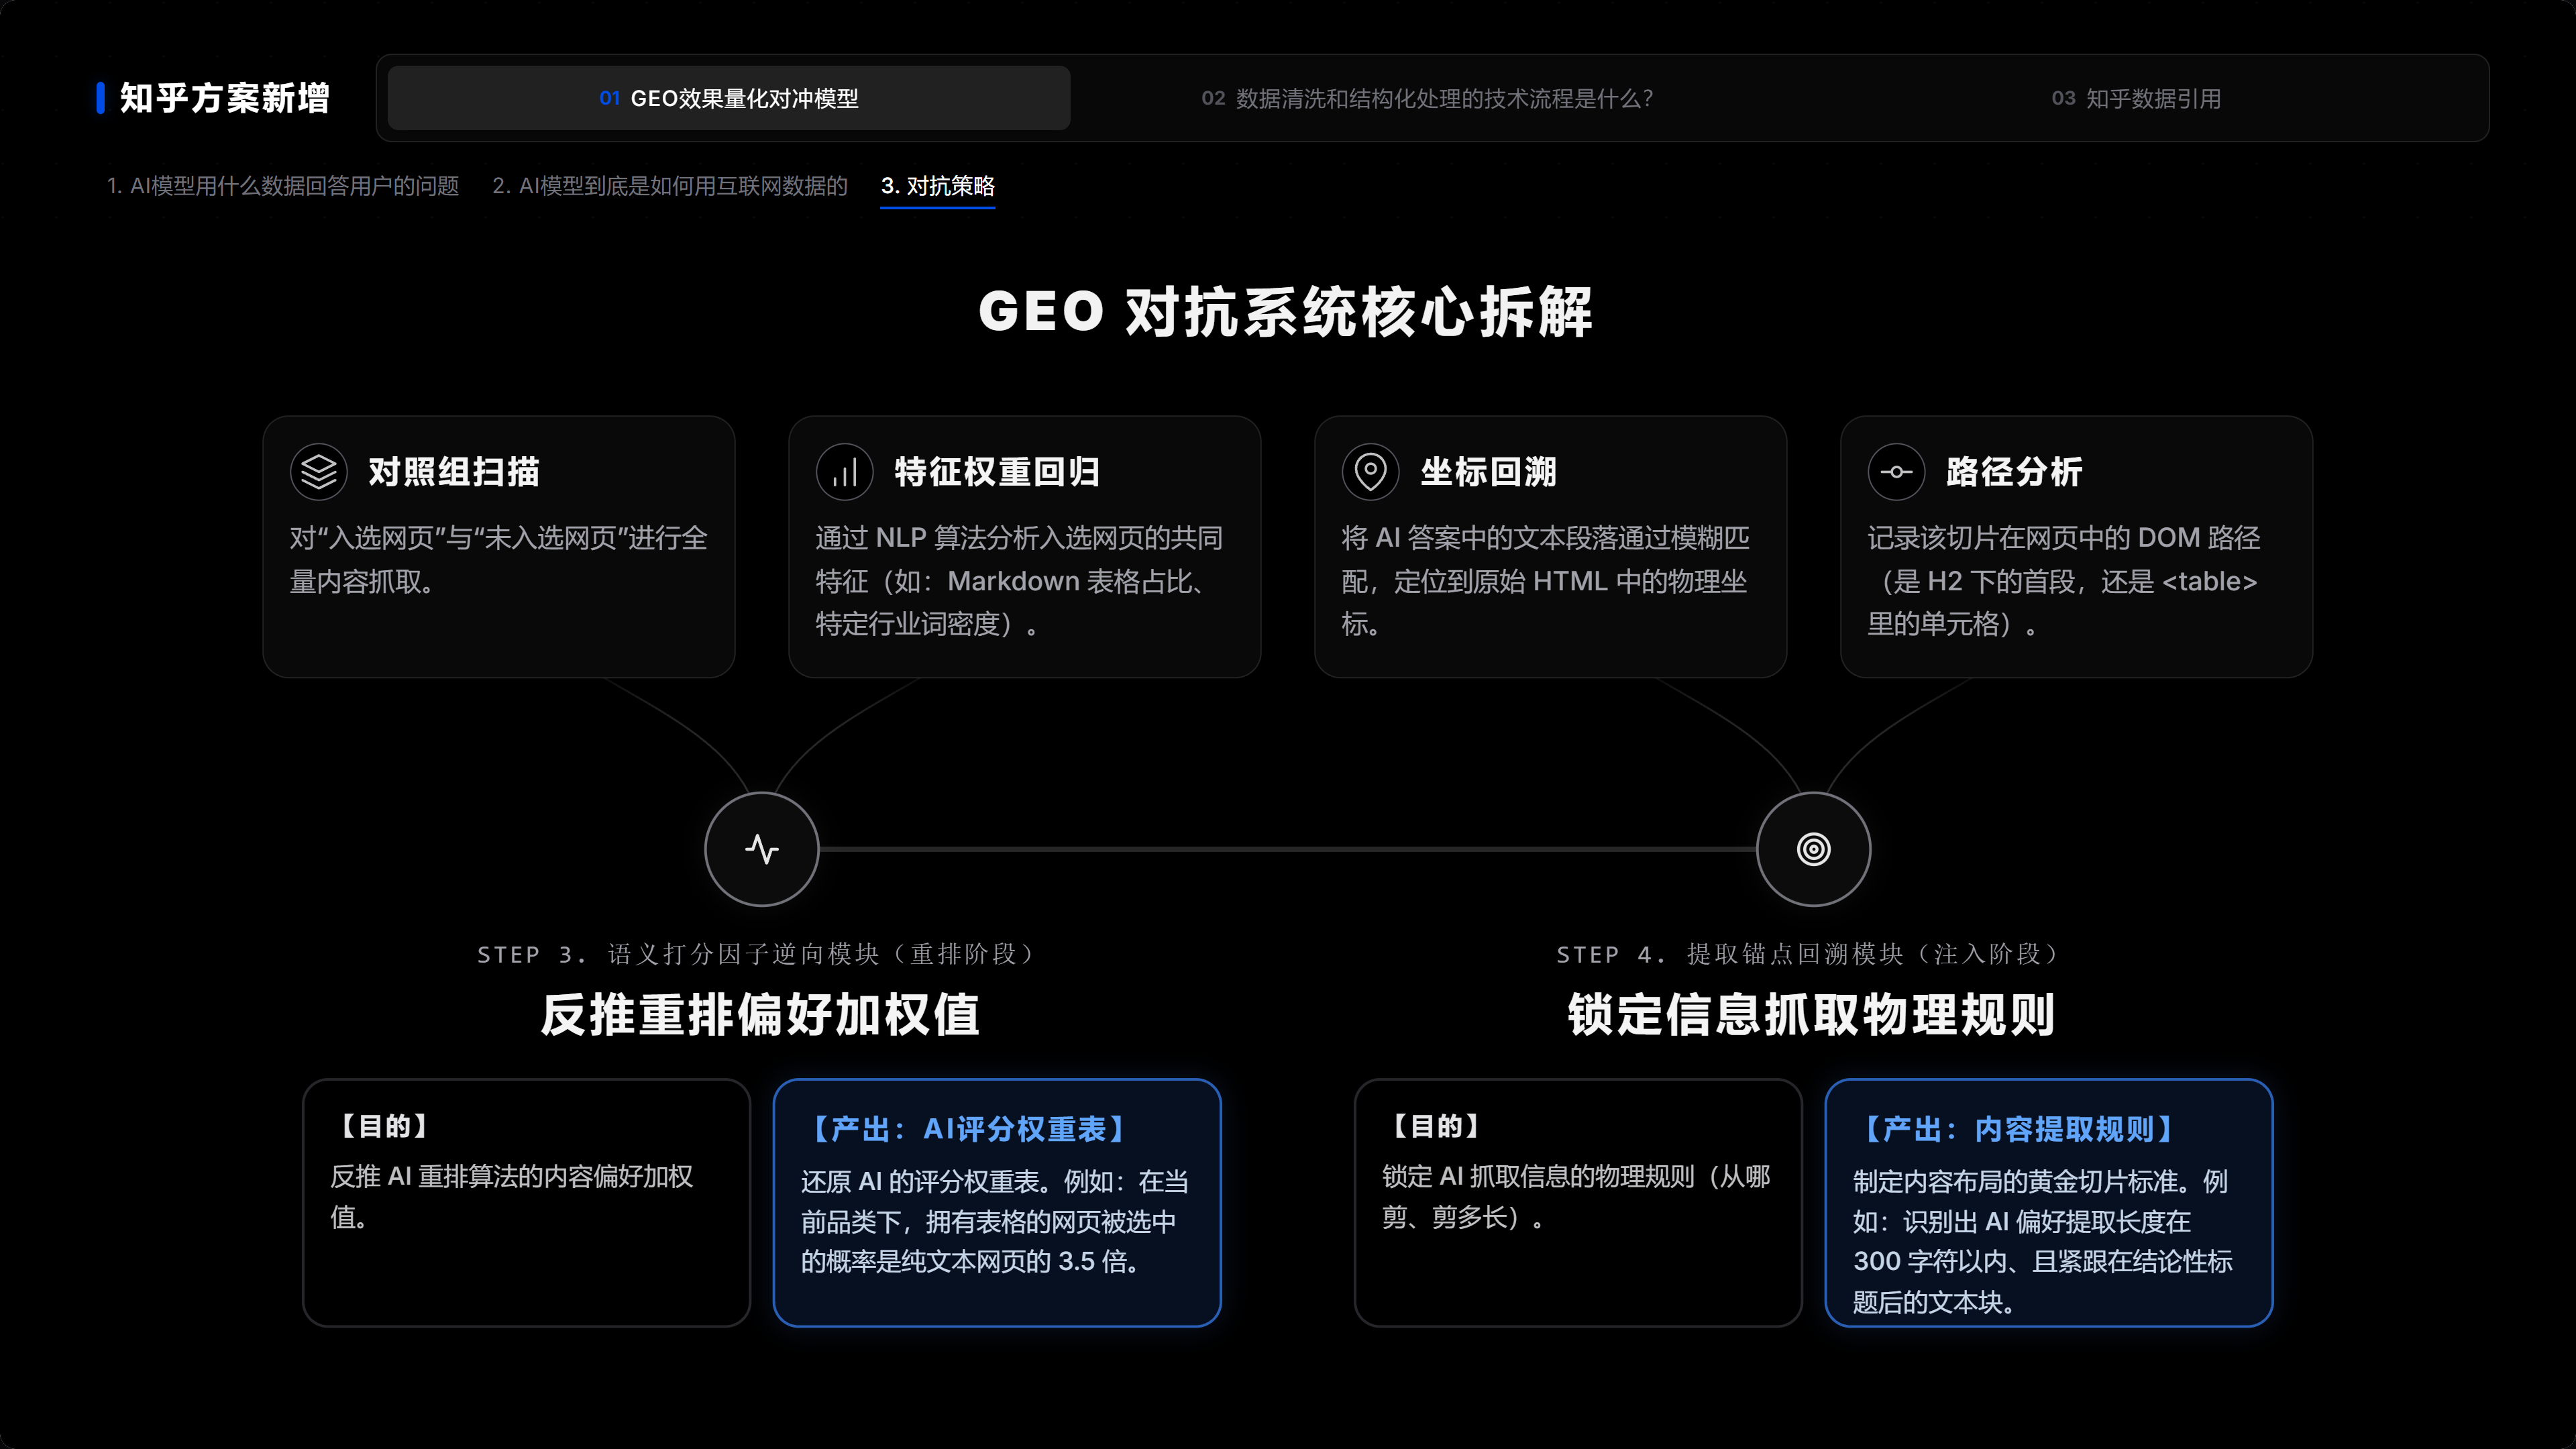 知乎方案新增
01 GEO效果量化对冲模型
02 数据清洗和结构化处理的技术流程是什么？
03 知乎数据引用
1. AI模型用什么数据回答用户的问题
2. AI模型到底是如何用互联网数据的
3. 对抗策略
GEO 对抗系统核心拆解
对照组扫描
对“入选网页”与“未入选网页”进行全
量内容抓取。
特征权重回归
通过 NLP 算法分析入选网页的共同
特征（如：Markdown 表格占比、
特定行业词密度）。
坐标回溯
将 AI 答案中的文本段落通过模糊匹
配，定位到原始 HTML 中的物理坐
标。
路径分析
记录该切片在网页中的 DOM 路径
（是 H2 下的首段，还是 <table>
里的单元格）。
STEP 3. 语义打分因子逆向模块（重排阶段）
反推重排偏好加权值
【目的】
反推 AI 重排算法的内容偏好加权
值。
【产出：AI评分权重表】
还原 AI 的评分权重表。例如：在当
前品类下，拥有表格的网页被选中
的概率是纯文本网页的 3.5 倍。
STEP 4. 提取锚点回溯模块（注入阶段）
锁定信息抓取物理规则
【目的】
锁定 AI 抓取信息的物理规则（从哪
剪、剪多长）。
【产出：内容提取规则】
制定内容布局的黄金切片标准。例
如：识别出 AI 偏好提取长度在
300 字符以内、且紧跟在结论性标
题后的文本块。